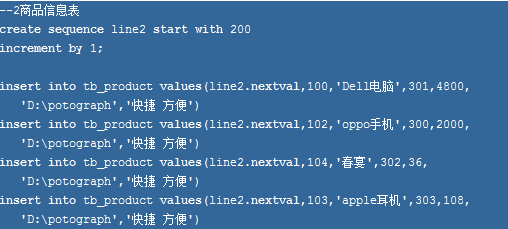 --2商品信息表
create sequence line2 start with 200
increment by 1;
insert into tb_product values(line2.nextval,100,'Dell电脑',301,4800,
'D:\potograph','快捷 方便')
insert into tb_product values(line2.nextval,102,'oppo手机',300,2000,
'D:\potograph','快捷 方便')
insert into tb_product values(line2.nextval,104,'春宴',302,36,
'D:\potograph','快捷 方便')
insert into tb_product values(line2.nextval,103,'apple耳机',303,108,
'D:\potograph','快捷 方便')